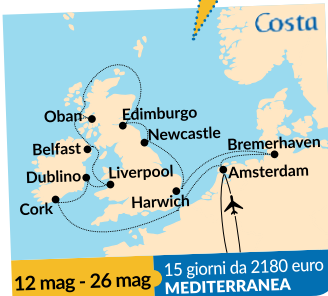 Costa
Oban
Edimburgo
Newcastle
Belfast
Bremerhaven
Dublino
Liverpool
Amsterdam
Cork
Harwich
12 mag - 26 mag
15 giorni da 2180 euro
MEDITERRANEA